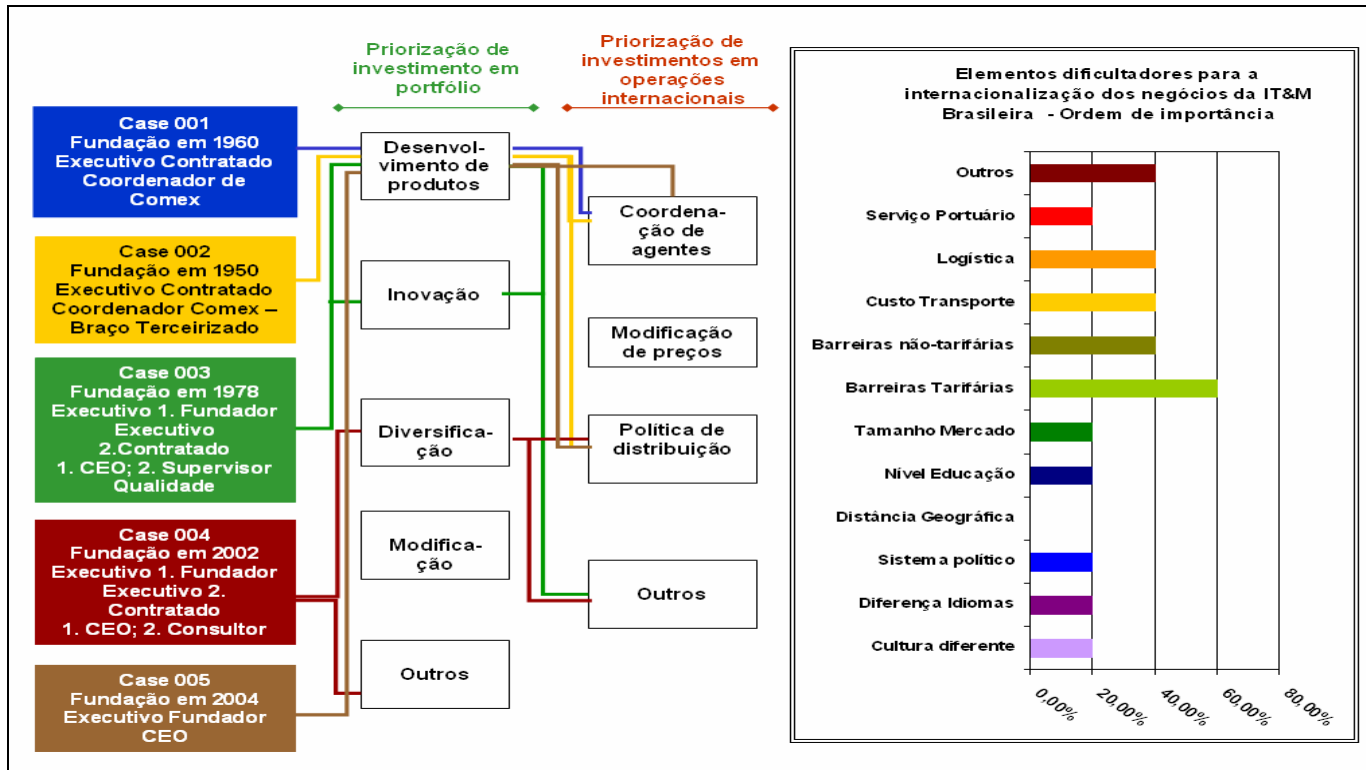 Priorização de
investimento em
portfólio
Priorização de
investimentos em
operações
internacionais
Case 001
Fundação em 1960
Executivo Contratado
Coordenador de
Comex
Case 002
Fundação em 1950
Executivo Contratado
Coordenador Comex –
Braço Terceirizado
Case 003
Fundação em 1978
Executivo 1. Fundador
Executivo
2.Contratado
1. CEO; 2. Supervisor
Qualidade
Case 004
Fundação em 2002
Executivo 1. Fundador
Executivo 2.
Contratado
1. CEO; 2. Consultor
Case 005
Fundação em 2004
Executivo Fundador
CEO
Desenvol-
vimento de
produtos
Inovação
Diversifica-
ção
Modifica-
ção
Outros
Coordena-
ção de
agentes
Modificação
de preços
Política de
distribuição
Outros
Elementos dificultadores para a
internacionalização dos negócios da IT&M
Brasileira - Ordem de importância
Outros
Serviço Portuário
Logística
Custo Transporte
Barreiras não-tarifárias
Barreiras Tarifárias
Tamanho Mercado
Nível Educação
Distância Geográfica
Sistema político
Diferença Idiomas
Cultura diferente
0,00%
20,00%
40,00%
60,00%
80,00%